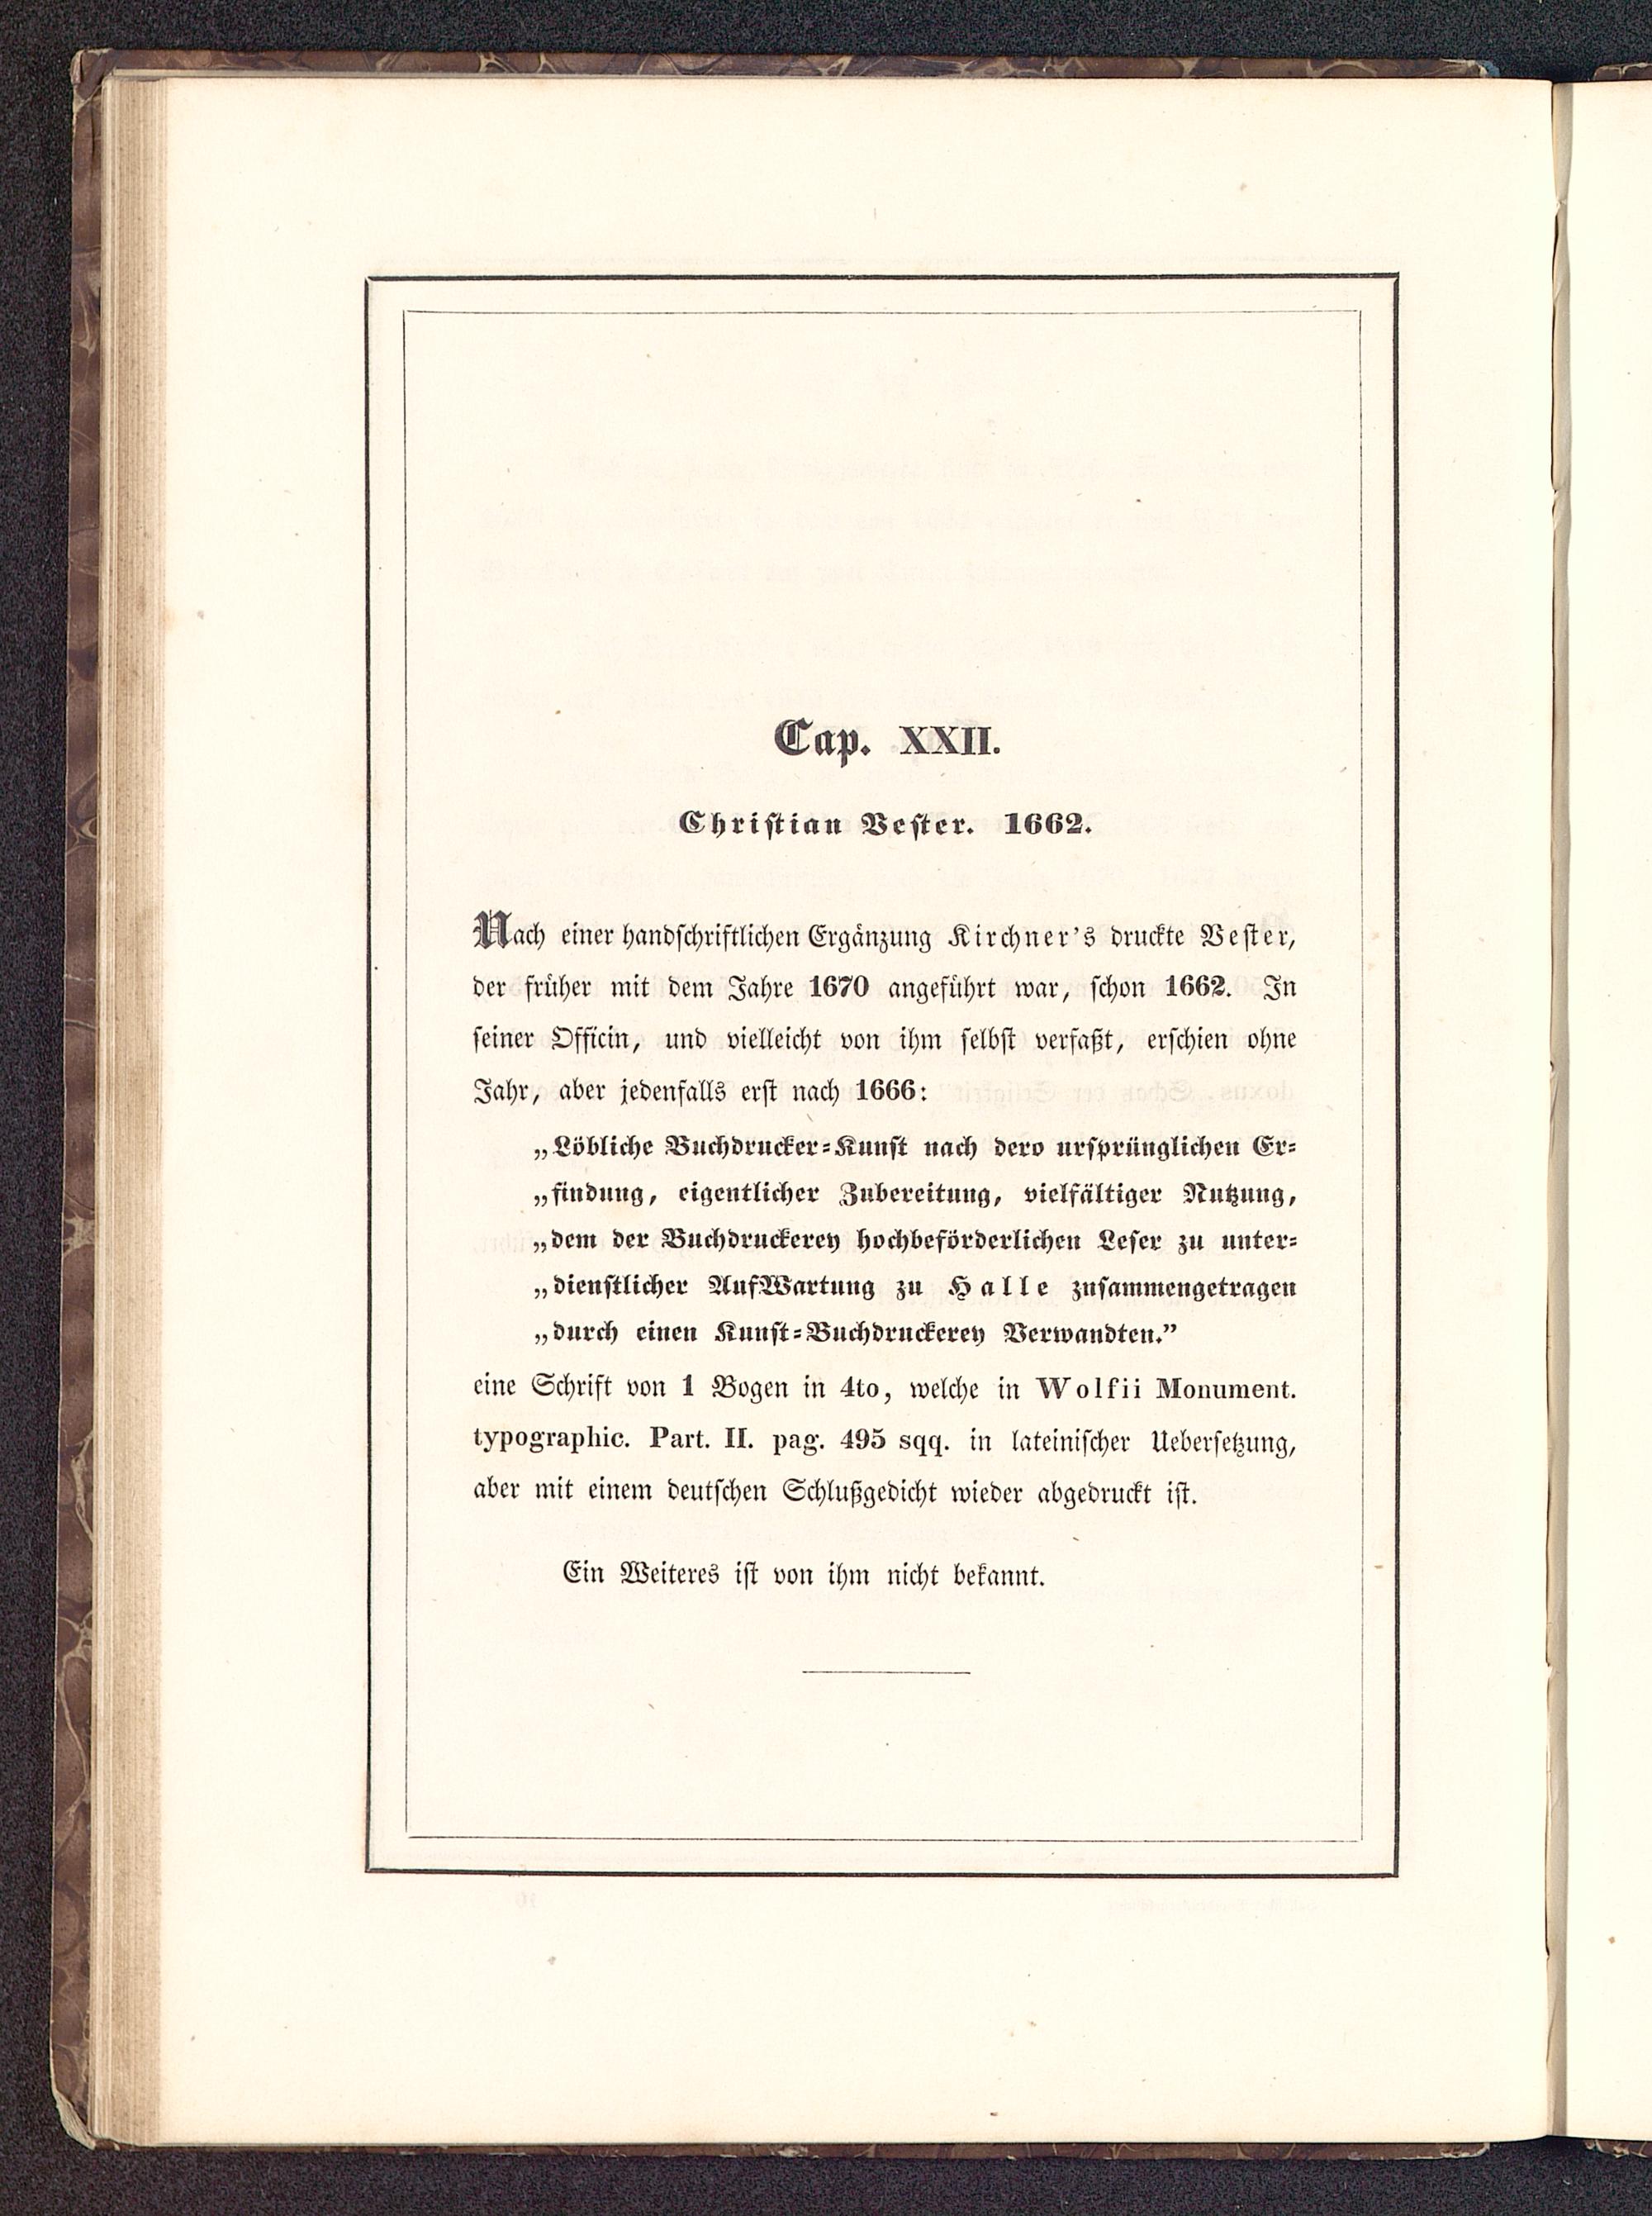 Cap. XXII.
Christian Vester. 1662.
Nach einer handschriftlichen Ergänzung Kirchner's druckte Vester,
der früher mit dem Jahre 1670 angeführt war, schon 1662. In
seiner Officin, und vielleicht von ihm selbst verfaßt, erschien ohne
Jahr, aber jedenfalls erst nach 1666:
„Löbliche Buchdrucker=Kunst nach dero ursprünglichen Er=
„findung, eigentlicher Zubereitung, vielfältiger Nutzung,
„dem der Buchdruckerey hochbeförderlichen Leser zu unter=
„dienstlicher AufWartung zu Halle zusammengetragen
„durch einen Kunst=Buchdruckerey Verwandten.”
eine Schrift von 1 Bogen in 4to, welche in Wolfii Monument.
typographic. Part. II. pag. 495 sqq. in lateinischer Uebersetzung,
aber mit einem deutschen Schlußgedicht wieder abgedruckt ist.
Ein Weiteres ist von ihm nicht bekannt.